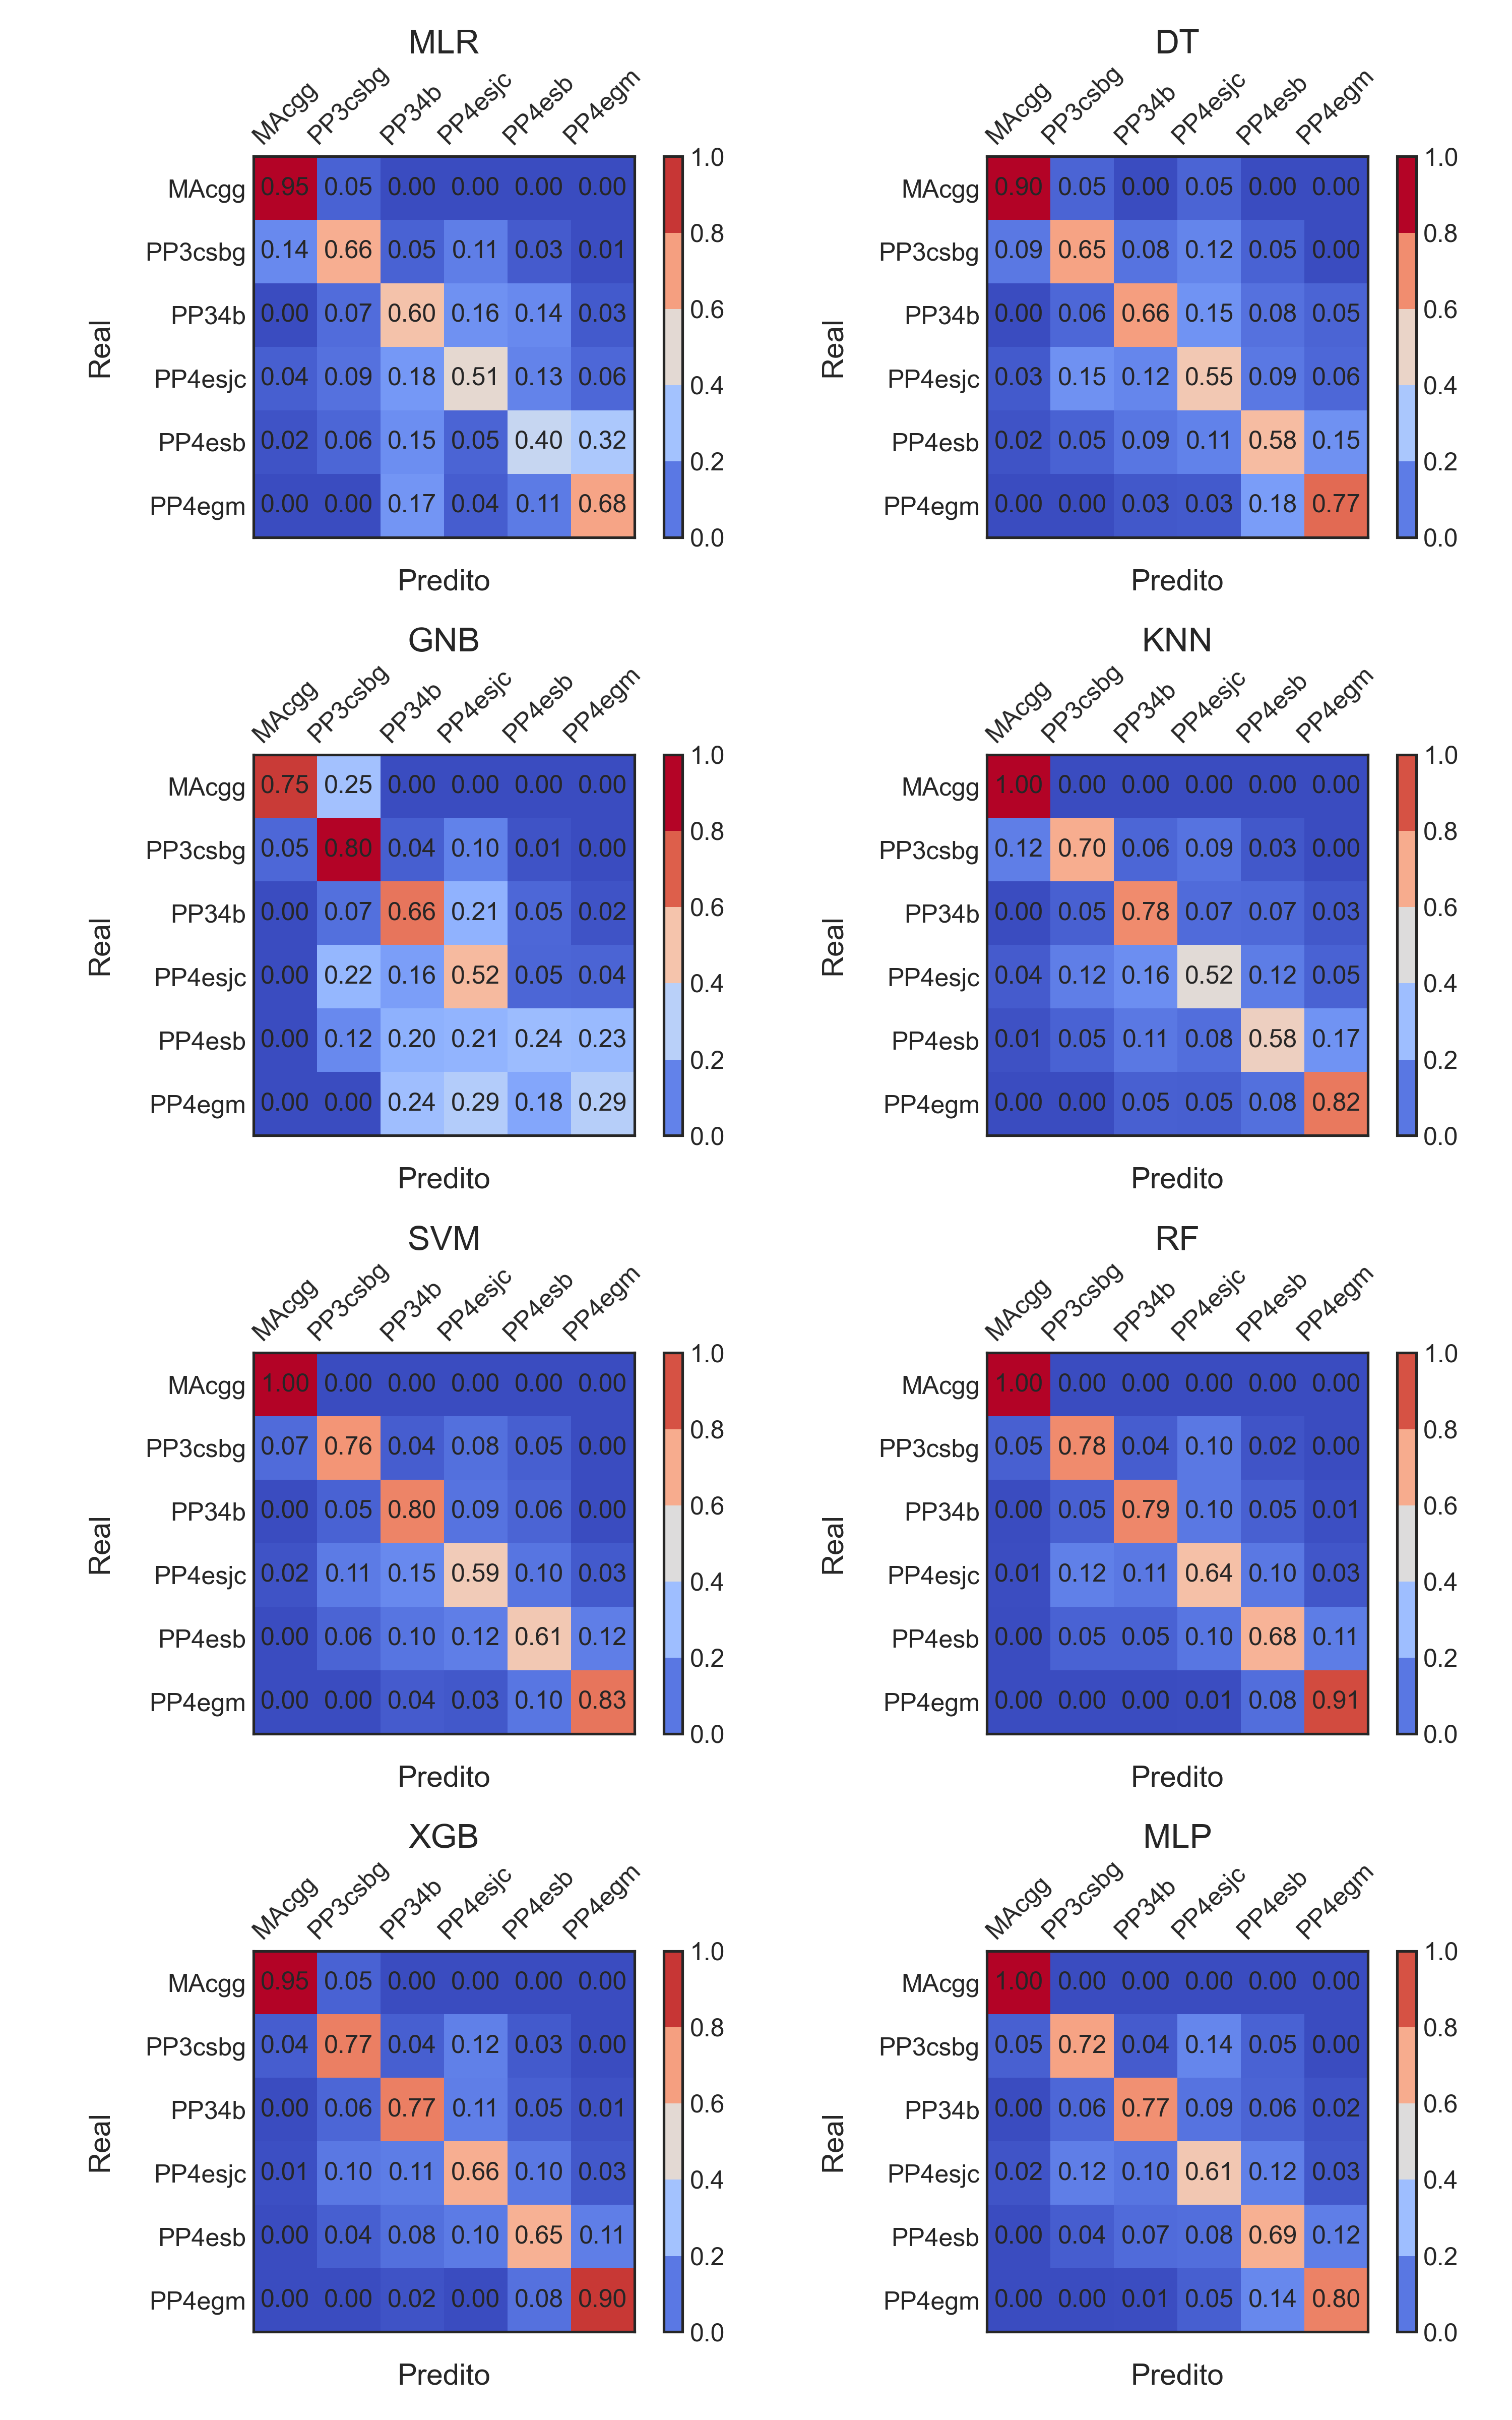 MLR
MAcgg PP3csbg PP34b PP4esjc PP4esb PP4egm
MAcgg 0.95 0.05 0.00 0.00 0.00 0.00
PP3csbg 0.14 0.66 0.05 0.11 0.03 0.01
PP34b 0.00 0.07 0.60 0.16 0.14 0.03
PP4esjc 0.04 0.09 0.18 0.51 0.13 0.06
PP4esb 0.02 0.06 0.15 0.05 0.40 0.32
PP4egm 0.00 0.00 0.17 0.04 0.11 0.68
Real
Predito
1.0
0.8
0.6
0.4
0.2
0.0
DT
MAcgg PP3csbg PP34b PP4esjc PP4esb PP4egm
MAcgg 0.90 0.05 0.00 0.05 0.00 0.00
PP3csbg 0.09 0.65 0.08 0.12 0.05 0.00
PP34b 0.00 0.06 0.66 0.15 0.08 0.05
PP4esjc 0.03 0.15 0.12 0.55 0.09 0.06
PP4esb 0.02 0.05 0.09 0.11 0.58 0.15
PP4egm 0.00 0.00 0.03 0.03 0.18 0.77
Real
Predito
1.0
0.8
0.6
0.4
0.2
0.0
GNB
MAcgg PP3csbg PP34b PP4esjc PP4esb PP4egm
MAcgg 0.75 0.25 0.00 0.00 0.00 0.00
PP3csbg 0.05 0.80 0.04 0.10 0.01 0.00
PP34b 0.00 0.07 0.66 0.21 0.05 0.02
PP4esjc 0.00 0.22 0.16 0.52 0.05 0.04
PP4esb 0.00 0.12 0.20 0.21 0.24 0.23
PP4egm 0.00 0.00 0.24 0.29 0.18 0.29
Real
Predito
1.0
0.8
0.6
0.4
0.2
0.0
KNN
MAcgg PP3csbg PP34b PP4esjc PP4esb PP4egm
MAcgg 1.00 0.00 0.00 0.00 0.00 0.00
PP3csbg 0.12 0.70 0.06 0.09 0.03 0.00
PP34b 0.00 0.05 0.78 0.07 0.07 0.03
PP4esjc 0.04 0.12 0.16 0.52 0.12 0.05
PP4esb 0.01 0.05 0.11 0.08 0.58 0.17
PP4egm 0.00 0.00 0.05 0.05 0.08 0.82
Real
Predito
1.0
0.8
0.6
0.4
0.2
0.0
SVM
MAcgg PP3csbg PP34b PP4esjc PP4esb PP4egm
MAcgg 1.00 0.00 0.00 0.00 0.00 0.00
PP3csbg 0.07 0.76 0.04 0.08 0.05 0.00
PP34b 0.00 0.05 0.80 0.09 0.06 0.00
PP4esjc 0.02 0.11 0.15 0.59 0.10 0.03
PP4esb 0.00 0.06 0.10 0.12 0.61 0.12
PP4egm 0.00 0.00 0.04 0.03 0.10 0.83
Real
Predito
1.0
0.8
0.6
0.4
0.2
0.0
RF
MAcgg PP3csbg PP34b PP4esjc PP4esb PP4egm
MAcgg 1.00 0.00 0.00 0.00 0.00 0.00
PP3csbg 0.05 0.78 0.04 0.10 0.02 0.00
PP34b 0.00 0.05 0.79 0.10 0.05 0.01
PP4esjc 0.01 0.12 0.11 0.64 0.10 0.03
PP4esb 0.00 0.05 0.05 0.10 0.68 0.11
PP4egm 0.00 0.00 0.00 0.01 0.08 0.91
Real
Predito
1.0
0.8
0.6
0.4
0.2
0.0
XGB
MAcgg PP3csbg PP34b PP4esjc PP4esb PP4egm
MAcgg 0.95 0.05 0.00 0.00 0.00 0.00
PP3csbg 0.04 0.77 0.04 0.12 0.03 0.00
PP34b 0.00 0.06 0.77 0.11 0.05 0.01
PP4esjc 0.01 0.10 0.11 0.66 0.10 0.03
PP4esb 0.00 0.04 0.08 0.10 0.65 0.11
PP4egm 0.00 0.00 0.02 0.00 0.08 0.90
Real
Predito
1.0
0.8
0.6
0.4
0.2
0.0
MLP
MAcgg PP3csbg PP34b PP4esjc PP4esb PP4egm
MAcgg 1.00 0.00 0.00 0.00 0.00 0.00
PP3csbg 0.05 0.72 0.04 0.14 0.05 0.00
PP34b 0.00 0.06 0.77 0.09 0.06 0.02
PP4esjc 0.02 0.12 0.10 0.61 0.12 0.03
PP4esb 0.00 0.04 0.07 0.08 0.69 0.12
PP4egm 0.00 0.00 0.01 0.05 0.14 0.80
Real
Predito
1.0
0.8
0.6
0.4
0.2
0.0